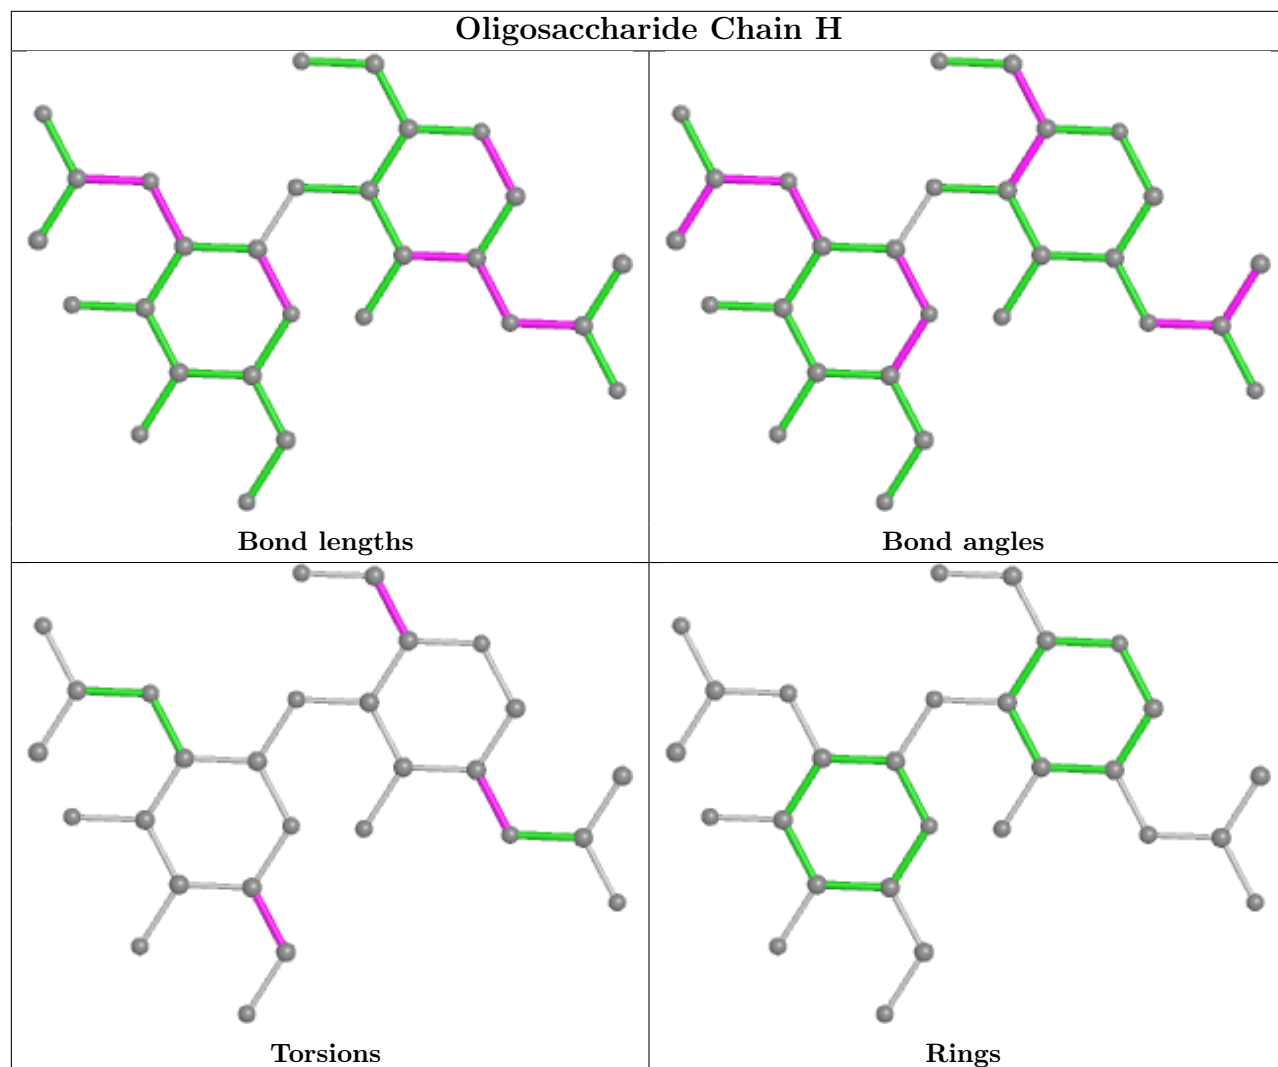 Oligosaccharide Chain H
Bond lengths
Bond angles
Torsions
Rings